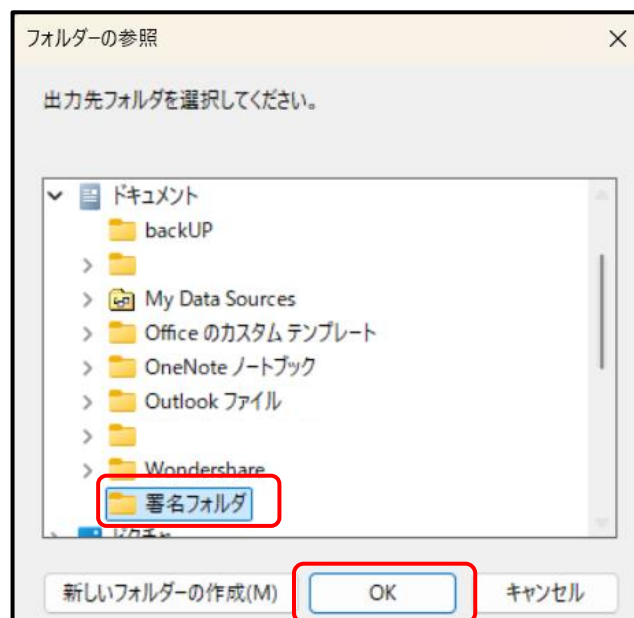 フォルダーの参照
出力先フォルダを選択してください。
ドキュメント
backUP
My Data Sources
Office のカスタム テンプレート
OneNote ノートブック
Outlook ファイル
Wondershare
署名フォルダ
ピクチャ
新しいフォルダーの作成(M)
OK
キャンセル